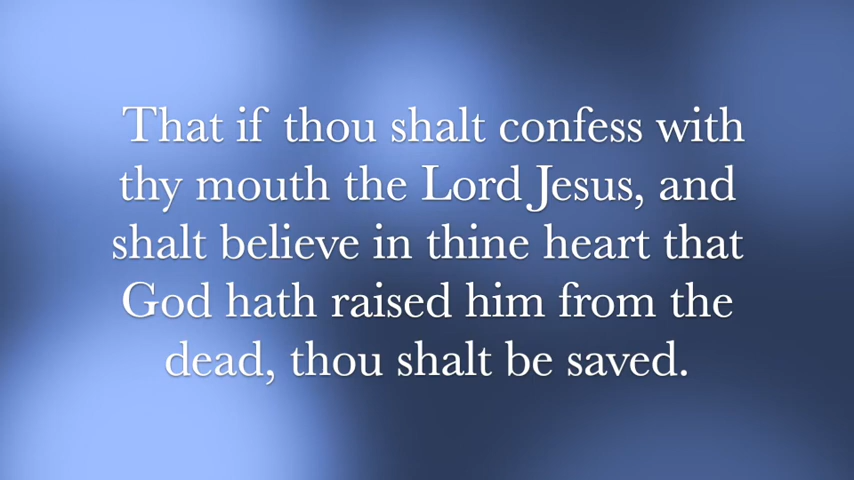 That if thou shalt confess with
thy mouth the Lord Jesus, and
shalt believe in thine heart that
God hath raised him from the
dead, thou shalt be saved.